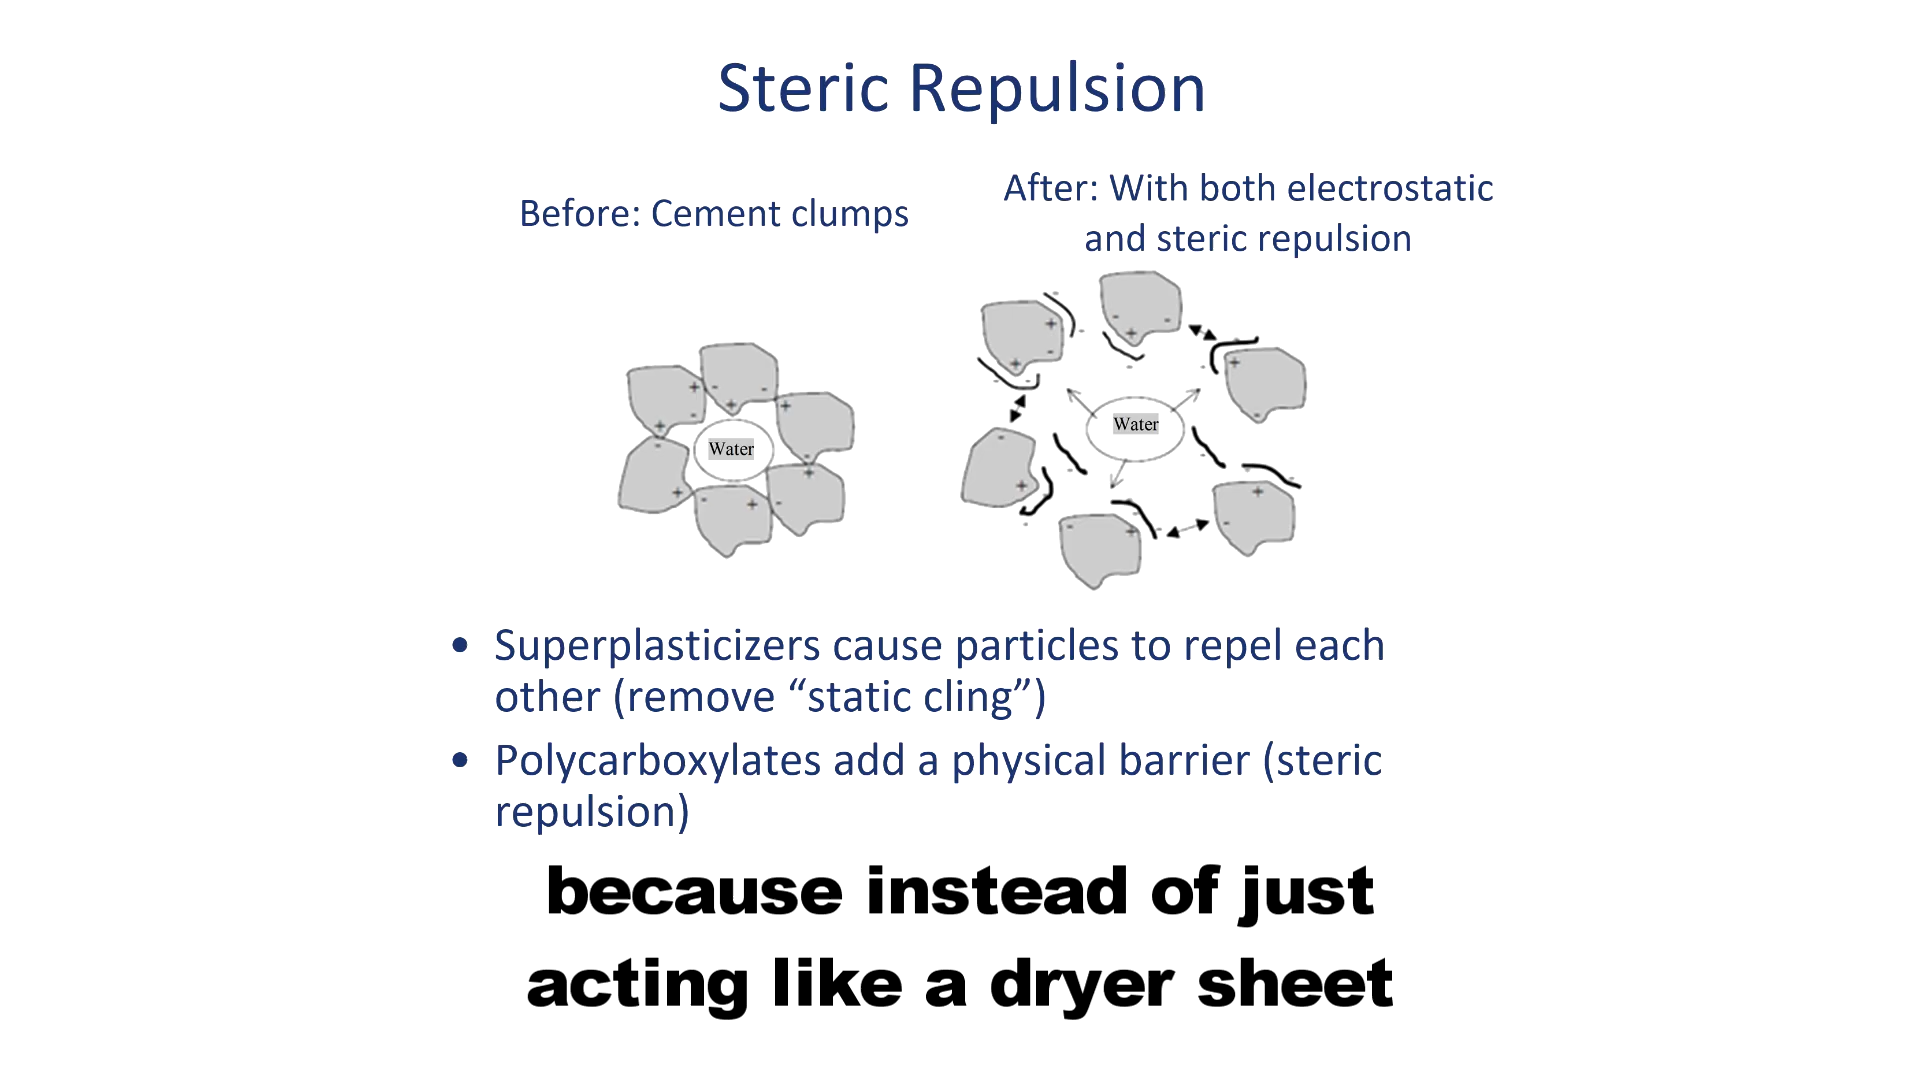 Steric Repulsion
Before: Cement clumps
After: With both electrostatic
and steric repulsion
Water
Water
• Superplasticizers cause particles to repel each
other (remove “static cling”)
• Polycarboxylates add a physical barrier (steric
repulsion)
because instead of just
acting like a dryer sheet